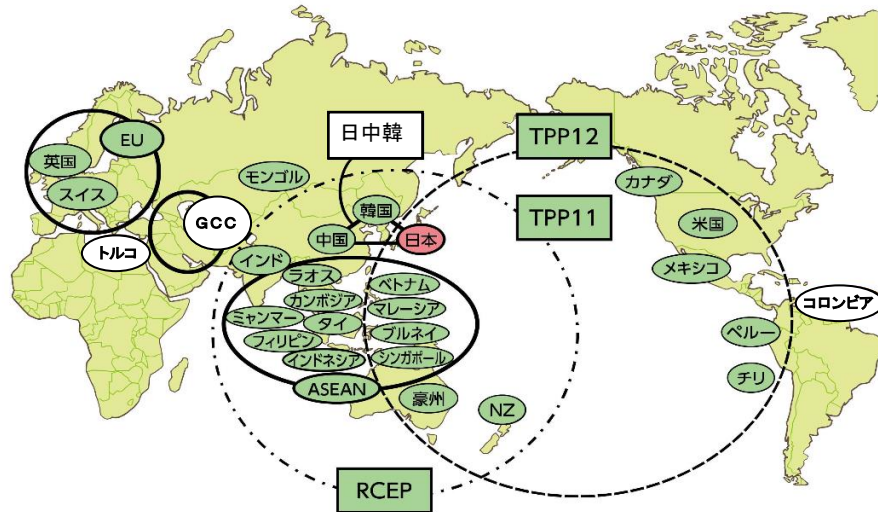 日中韓
TPP12
EU
英国
スイス
モンゴル
カナダ
TPP11
韓国
米国
GCC
トルコ
中国
日本
インド
メキシコ
ラオス
ベトナム
カンボジア
マレーシア
コロンビア
ミャンマー
タイ
ブルネイ
ペルー
フィリピン
インドネシア
シンガポール
チリ
ASEAN
豪州
NZ
RCEP